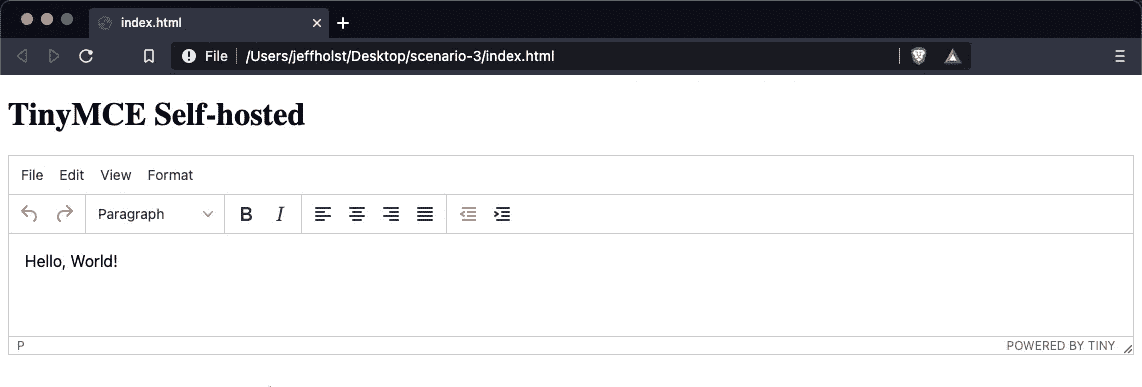 index.html
File /Users/jeffholst/Desktop/scenario-3/index.html
TinyMCE Self-hosted
File Edit View Format
Paragraph B I
Hello, World!
P POWERED BY TINY